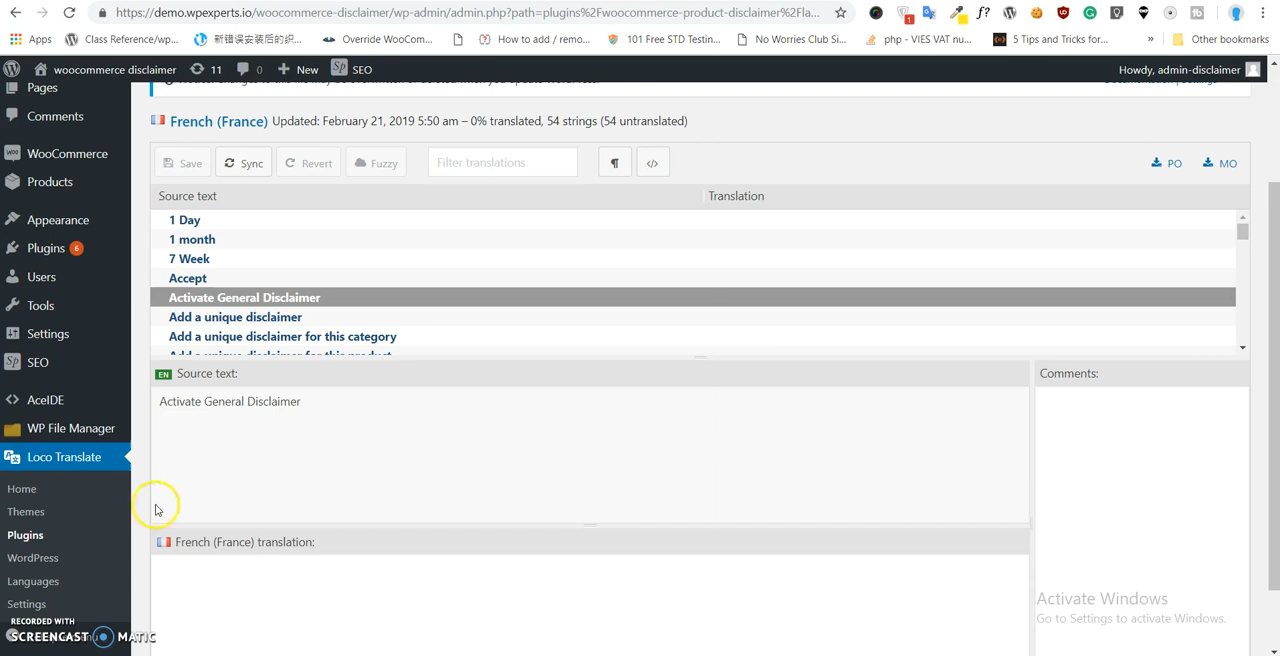 https://demo.wpexperts.io/woocommerce-disclaimer/wp-admin/admin.php?path=plugins%2Fwoocommerce-product-disclaimer%2Fla...
Apps Class Reference/wp... 新错误安装后的织... Override WooCom... How to add / remo... 101 Free STD Testin... No Worries Club Si... php - VIES VAT nu... 5 Tips and Tricks for... » Other bookmarks
woocommerce disclaimer 11 0 New SEO Howdy, admin-disclaimer
Pages
Comments
WooCommerce
Products
Appearance
Plugins 6
Users
Tools
Settings
SEO
AceIDE
WP File Manager
Loco Translate
Home
Themes
Plugins
WordPress
Languages
Settings
RECORDED WITH
SCREENCAST MATIC
French (France) Updated: February 21, 2019 5:50 am – 0% translated, 54 strings (54 untranslated)
Save Sync Revert Fuzzy Filter translations ¶ </> PO MO
Source text Translation
1 Day
1 month
7 Week
Accept
Activate General Disclaimer
Add a unique disclaimer
Add a unique disclaimer for this category
Add a unique disclaimer for this product
EN Source text: Comments:
Activate General Disclaimer
French (France) translation:
Activate Windows
Go to Settings to activate Windows.